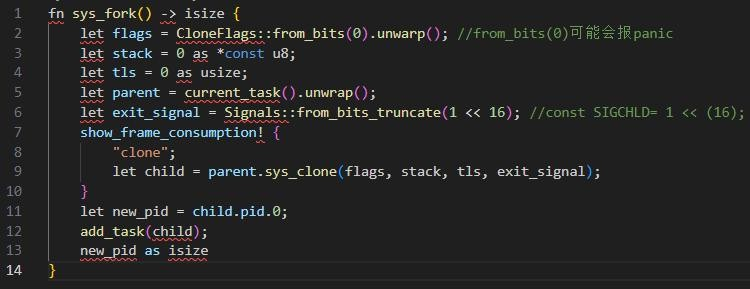 1 fn sys_fork() -> isize {
2 let flags = CloneFlags::from_bits(0).unwarp(); //from_bits(0)可能会报panic
3 let stack = 0 as *const u8;
4 let tls = 0 as usize;
5 let parent = current_task().unwrap();
6 let exit_signal = Signals::from_bits_truncate(1 << 16); //const SIGCHLD= 1 << (16);
7 show_frame_consumption! {
8 "clone";
9 let child = parent.sys_clone(flags, stack, tls, exit_signal);
10 }
11 let new_pid = child.pid.0;
12 add_task(child);
13 new_pid as isize
14 }